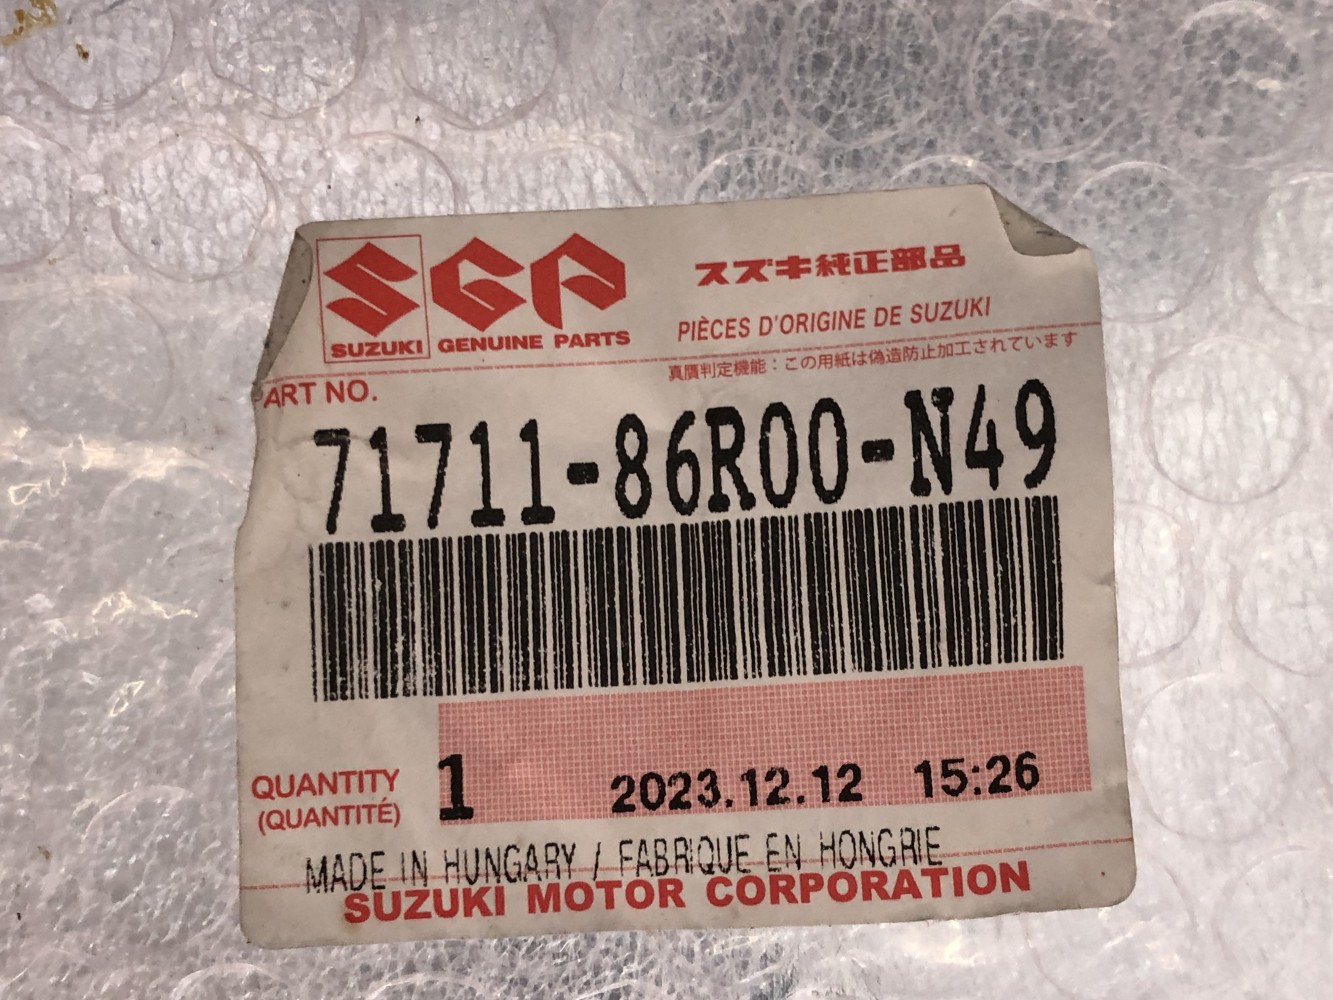 SGP
スズキ純正部品
SUZUKI GENUINE PARTS
PIÈCES D'ORIGINE DE SUZUKI
真贋判定機能：この用紙は偽造防止加工されています
PART NO.
71711-86R00-N49
QUANTITY
(QUANTITÉ)
1 2023.12.12 15:26
MADE IN HUNGARY / FABRIQUE EN HONGRIE
SUZUKI MOTOR CORPORATION